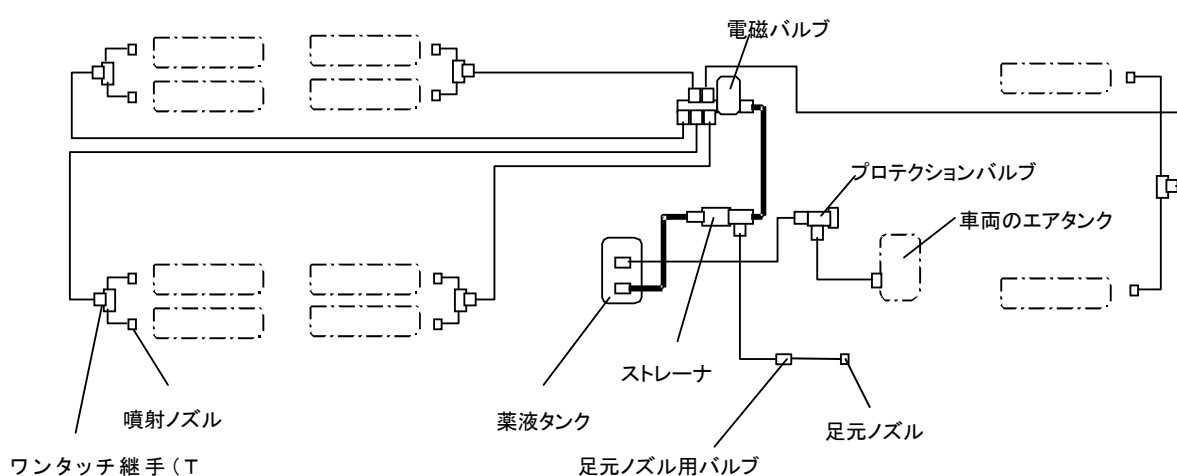 電磁バルブ
プロテクションバルブ
車両のエアタンク
ストレーナ
噴射ノズル
薬液タンク
足元ノズル
ワンタッチ継手（T
足元ノズル用バルブ